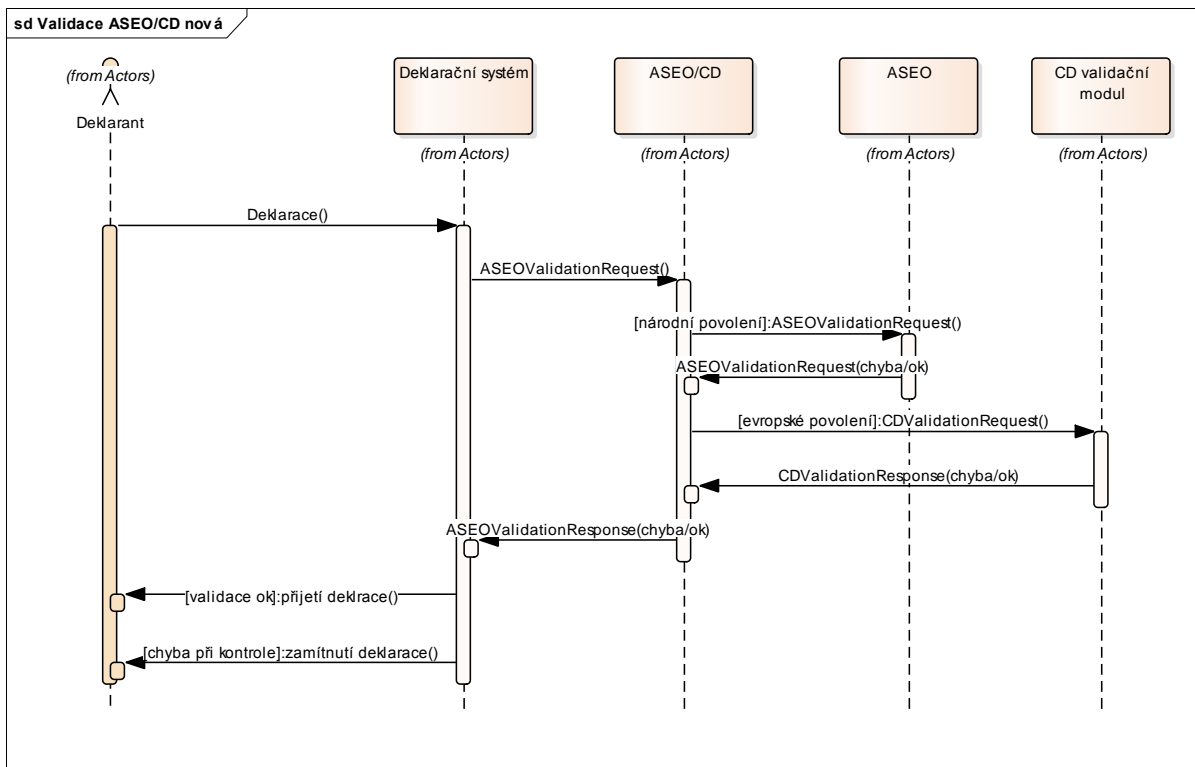 sd Validace ASEO/CD nová
(from Actors)
Deklarant
Deklarační systém
(from Actors)
ASEO/CD
(from Actors)
ASEO
(from Actors)
CD validační
modul
(from Actors)
Deklarace()
ASEOValidationRequest()
[národní povolení]:ASEOValidationRequest()
ASEOValidationRequest(chyba/ok)
[evropské povolení]:CDValidationRequest()
CDValidationResponse(chyba/ok)
ASEOValidationResponse(chyba/ok)
[validace ok]:přijetí deklrace()
[chyba při kontrole]:zamítnutí deklarace()